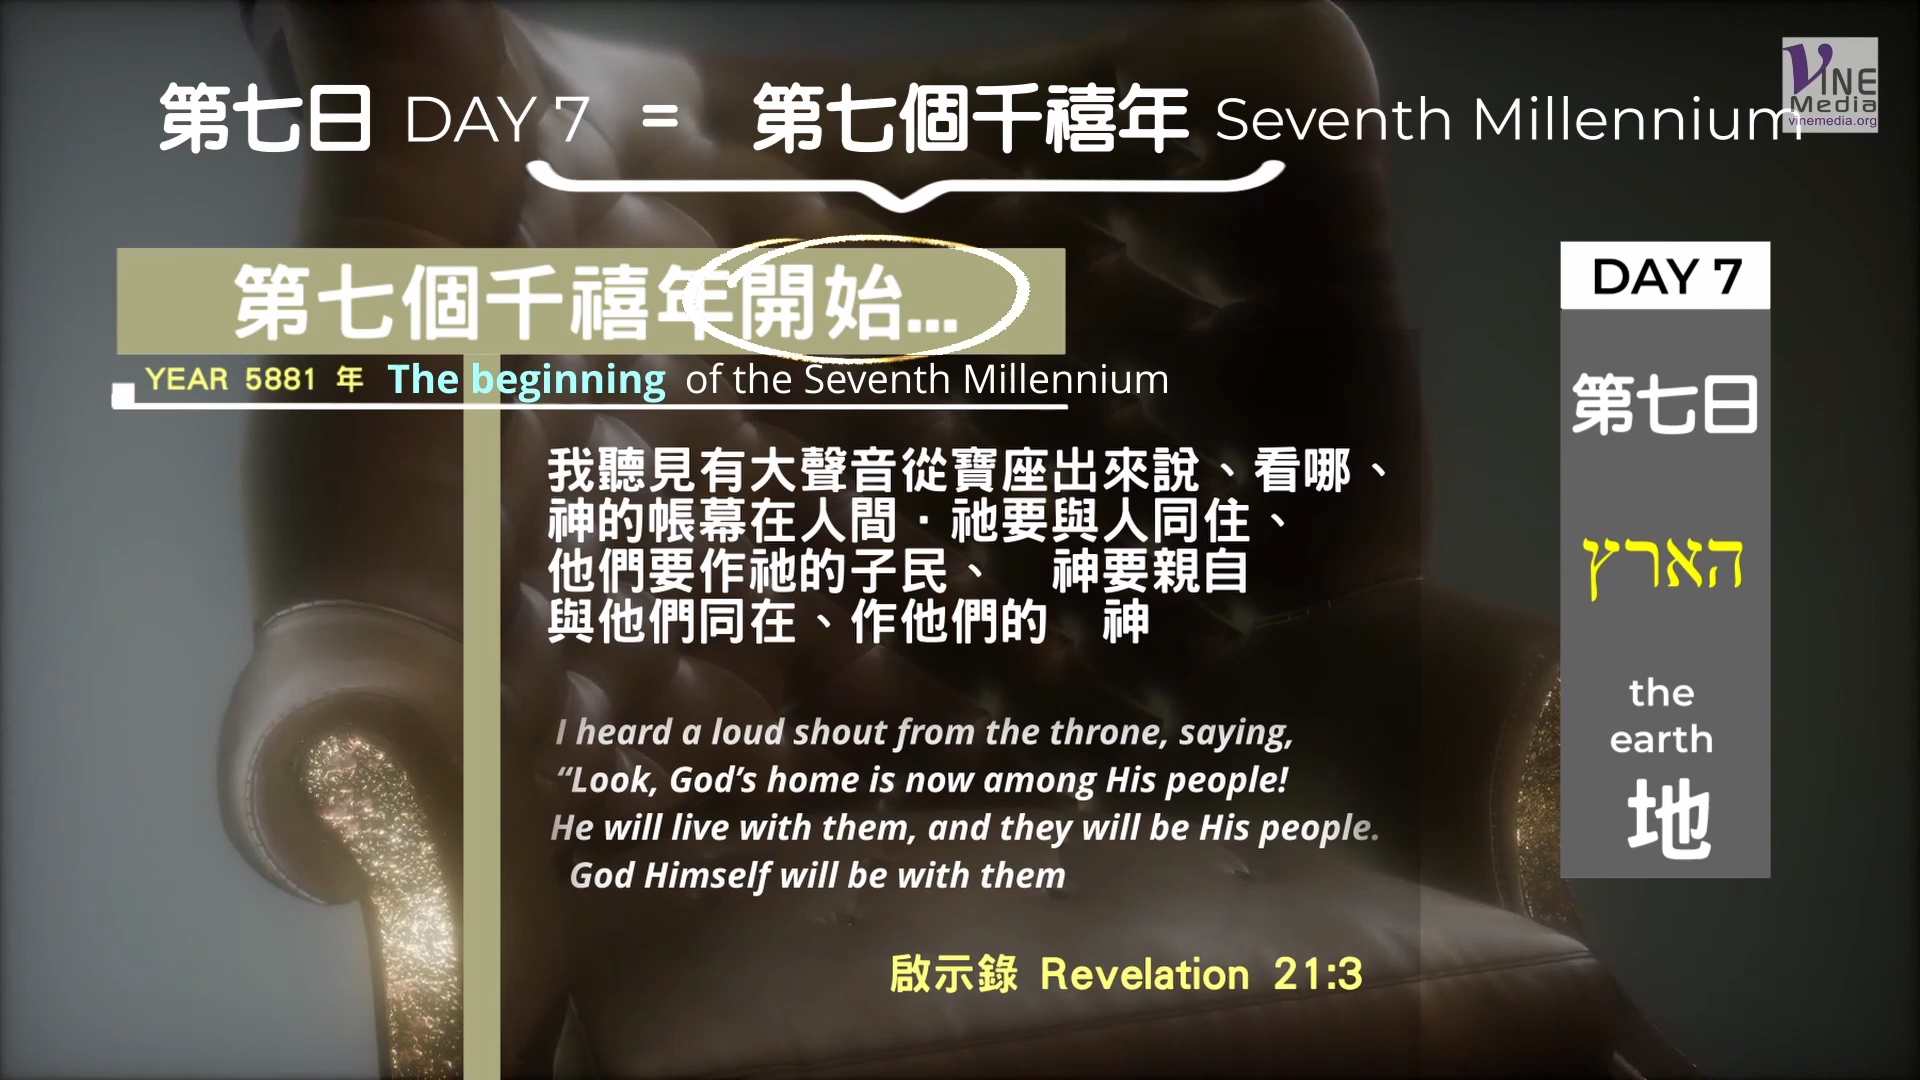 第七日 DAY 7 = 第七個千禧年 Seventh Millennium
VINE
Media
vinemedia.org
第七個千禧年開始...
YEAR 5881 年 The beginning of the Seventh Millennium
我聽見有大聲音從寶座出來說、看哪、
神的帳幕在人間．祂要與人同住、
他們要作祂的子民、 神要親自
與他們同在、作他們的 神
I heard a loud shout from the throne, saying,
“Look, God’s home is now among His people!
He will live with them, and they will be His people.
God Himself will be with them
啟示錄 Revelation 21:3
DAY 7
第七日
הארץ
the
earth
地